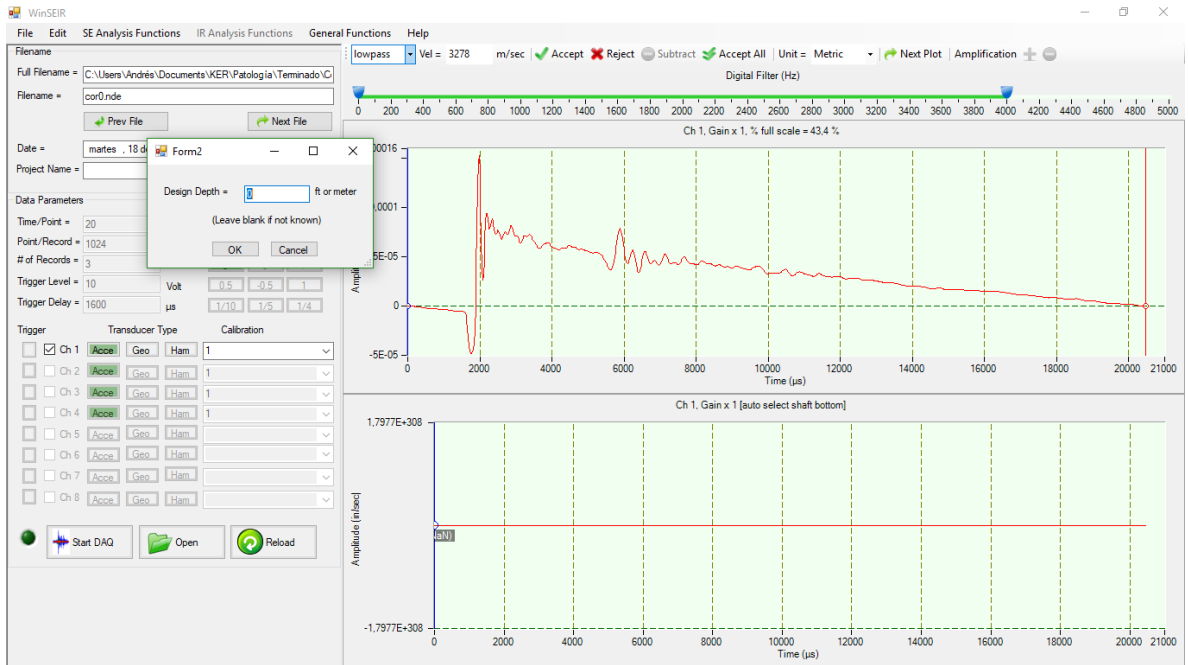 WinSEIR
File Edit SE Analysis Functions IR Analysis Functions General Functions Help
Filename
Full Filename = C:\Users\Andrés\Documents\KER\Patología\Terminado\C
Filename = cor0.nde
Prev File Next File
Date = martes , 18 de
Project Name =
Data Parameters
Time/Point = 20
Point/Record = 1024
# of Records = 3
Trigger Level = 10 Volt 0.5 -0.5 1
Trigger Delay = 1600 µs 1/10 1/5 1/4
Trigger Transducer Type Calibration
Ch 1 Acce Geo Ham 1
Ch 2 Acce Geo Ham 1
Ch 3 Acce Geo Ham 1
Ch 4 Acce Geo Ham 1
Ch 5 Acce Geo Ham
Ch 6 Acce Geo Ham
Ch 7 Acce Geo Ham
Ch 8 Acce Geo Ham
Start DAQ Open Reload
Form2
Design Depth = 0 ft or meter
(Leave blank if not known)
OK Cancel
lowpass Vel = 3278 m/sec Accept Reject Subtract Accept All Unit = Metric Next Plot Amplification
Digital Filter (Hz)
0 200 400 600 800 1000 1200 1400 1600 1800 2000 2200 2400 2600 2800 3000 3200 3400 3600 3800 4000 4200 4400 4600 4800 5000
Ch 1, Gain x 1, % full scale = 43,4 %
00016
0,0001
5E-05
0
-5E-05
0 2000 4000 6000 8000 10000 12000 14000 16000 18000 20000 21000
Time (µs)
Ch 1, Gain x 1 [auto select shaft bottom]
1,7977E+308
Amplitude (in/sec)
aN)
-1,7977E+308
0 2000 4000 6000 8000 10000 12000 14000 16000 18000 20000 21000
Time (µs)